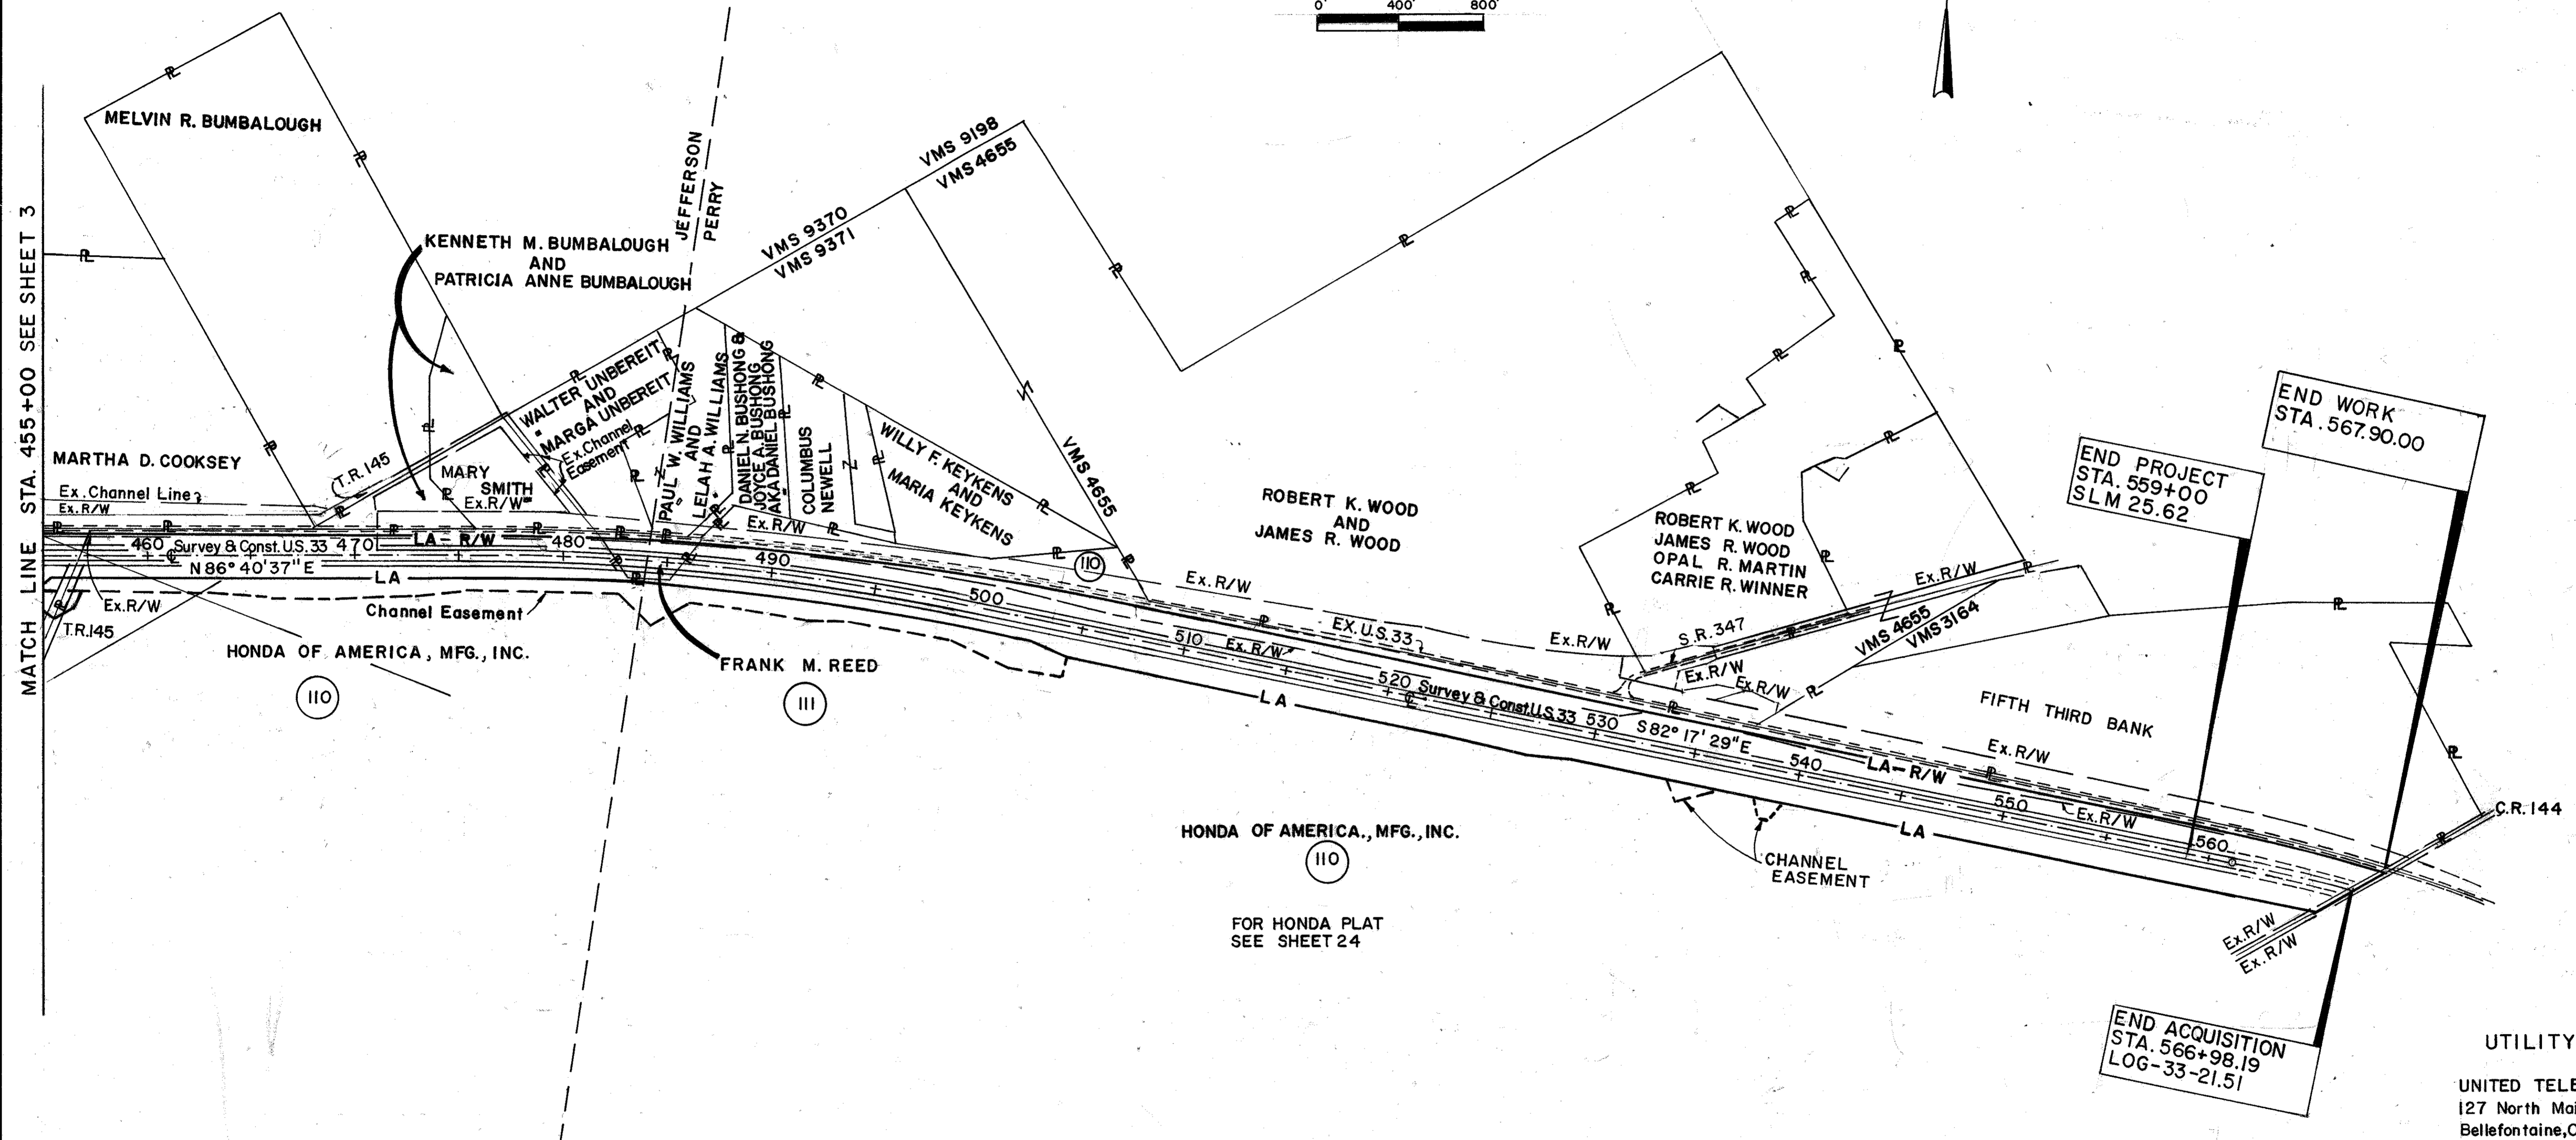 0' 400' 800'
MATCH LINE STA. 455+00 SEE SHEET 3
MELVIN R. BUMBALOUGH
KENNETH M. BUMBALOUGH
AND
PATRICIA ANNE BUMBALOUGH
JEFFERSON
PERRY
VMS 9370
VMS 9371
VMS 9198
VMS 4655
MARTHA D. COOKSEY
T.R.145
Ex.Channel Line
Ex.R/W
MARY
SMITH
Ex.R/W
WALTER UNBEREIT
AND
MARGA UNBEREIT
Ex.Channel
Easement
PAUL W. WILLIAMS
AND
LELAH A. WILLIAMS
DANIEL N. BUSHONG &
JOYCE A. BUSHONG
AKA DANIEL BUSHONG
COLUMBUS
NEWELL
WILLY F. KEYKENS
AND
MARIA KEYKENS
VMS 4655
Ex.R/W
110
ROBERT K. WOOD
AND
JAMES R. WOOD
ROBERT K. WOOD
JAMES R. WOOD
OPAL R. MARTIN
CARRIE R. WINNER
END WORK
STA. 567.90.00
END PROJECT
STA. 559+00
SLM 25.62
460 Survey & Const. U.S. 33 470 LA-R/W 480
N 86° 40' 37" E
LA
490
500
510
Ex.R/W
520 Survey & Const. U.S. 33 530 S 82° 17' 29" E
540 LA-R/W
550
Ex.R/W
560
Ex.R/W
EX. U.S. 33
Ex.R/W
S.R. 347
Ex.R/W
Ex.R/W
Ex.R/W
VMS 4655
VMS 3164
FIFTH THIRD BANK
Ex.R/W
C.R. 144
Ex.R/W
T.R.145
Channel Easement
HONDA OF AMERICA, MFG., INC.
110
FRANK M. REED
111
LA
LA
HONDA OF AMERICA., MFG., INC.
110
CHANNEL
EASEMENT
FOR HONDA PLAT
SEE SHEET 24
Ex.R/W
Ex.R/W
END ACQUISITION
STA. 566+98.19
LOG-33-21.51
UTILITY
UNITED TELE
127 North Mai
Bellefontaine,O